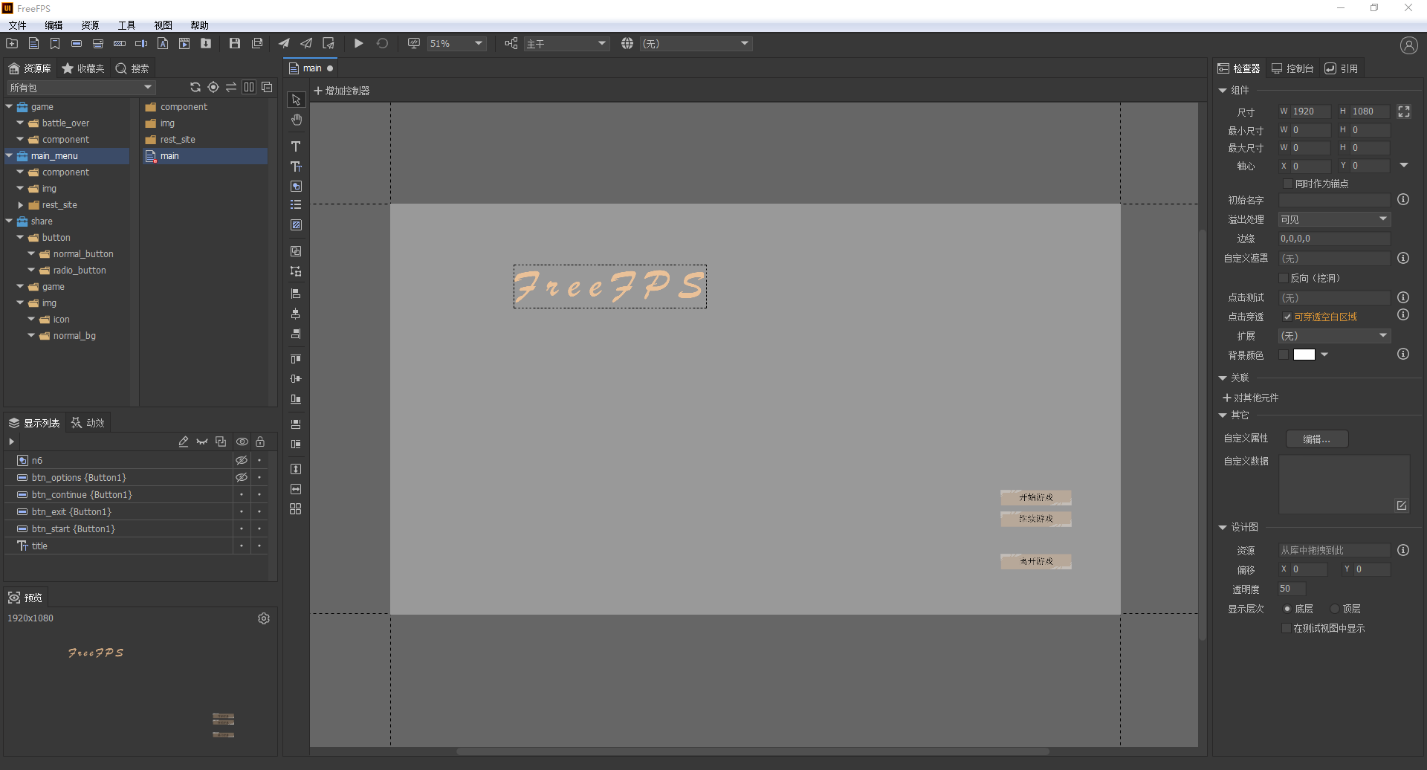 FreeFPS
文件 编辑 资源 工具 视图 帮助
51% 主干 (无)
资源库 收藏夹 搜索
所有包
game
battle_over
component
main_menu
component
img
rest_site
share
button
normal_button
radio_button
game
img
icon
normal_bg
component
img
rest_site
main
显示列表 动效
n6
btn_options {Button1}
btn_continue {Button1}
btn_exit {Button1}
btn_start {Button1}
title
预览
1920x1080
FreeFPS
main
增加控制器
FreeFPS
开始游戏
继续游戏
离开游戏
检查器 控制台 引用
组件
尺寸 W 1920 H 1080
最小尺寸 W 0 H 0
最大尺寸 W 0 H 0
轴心 X 0 Y 0
同时作为锚点
初始名字
溢出处理 可见
边缘 0,0,0,0
自定义遮罩 (无)
反向（挖洞）
点击测试 (无)
点击穿透 可穿透空白区域
扩展 (无)
背景颜色
关联
对其他元件
其它
自定义属性 编辑...
自定义数据
设计图
资源 从库中拖拽到此
偏移 X 0 Y 0
透明度 50
显示层次 底层 顶层
在测试视图中显示